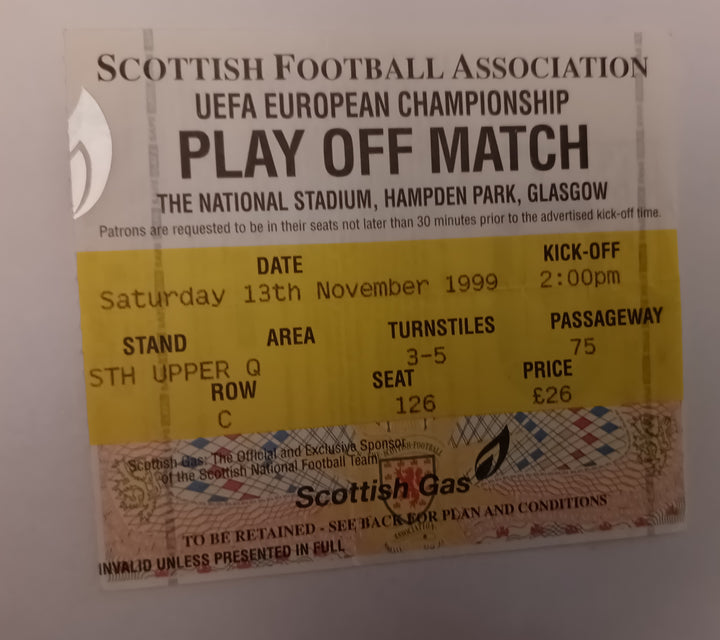 SCOTTISH FOOTBALL ASSOCIATION
UEFA EUROPEAN CHAMPIONSHIP
PLAY OFF MATCH
THE NATIONAL STADIUM, HAMPDEN PARK, GLASGOW
Patrons are requested to be in their seats not later than 30 minutes prior to the advertised kick-off time.
DATE KICK-OFF
Saturday 13th November 1999 2:00pm
STAND AREA TURNSTILES PASSAGEWAY
STH UPPER Q 3-5 75
ROW SEAT PRICE
C 126 £26
Scottish Gas: The Official and Exclusive Sponsor
of the Scottish National Football Team
THE SCOTTISH FOOTBALL
ASSOCIATION
Scottish Gas
TO BE RETAINED - SEE BACK FOR PLAN AND CONDITIONS
INVALID UNLESS PRESENTED IN FULL